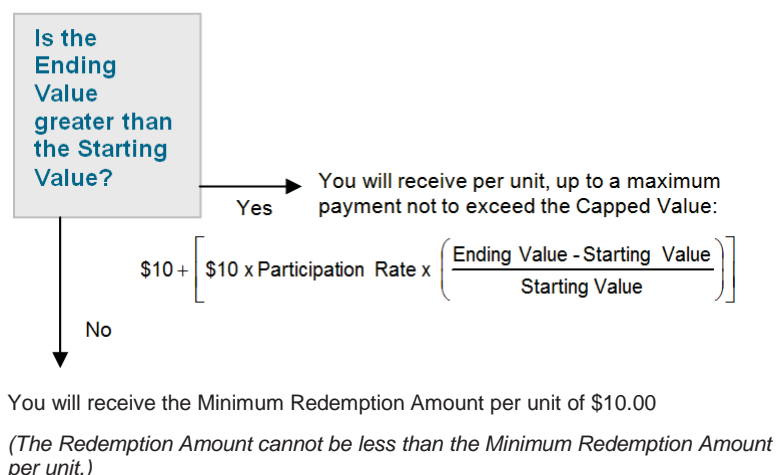 Is the
Ending
Value
greater than
the Starting
Value?
Yes
You will receive per unit, up to a maximum
payment not to exceed the Capped Value:
$10 + [ $10 x Participation Rate x ( Ending Value - Starting Value
Starting Value ) ]
No
You will receive the Minimum Redemption Amount per unit of $10.00
(The Redemption Amount cannot be less than the Minimum Redemption Amount
per unit.)